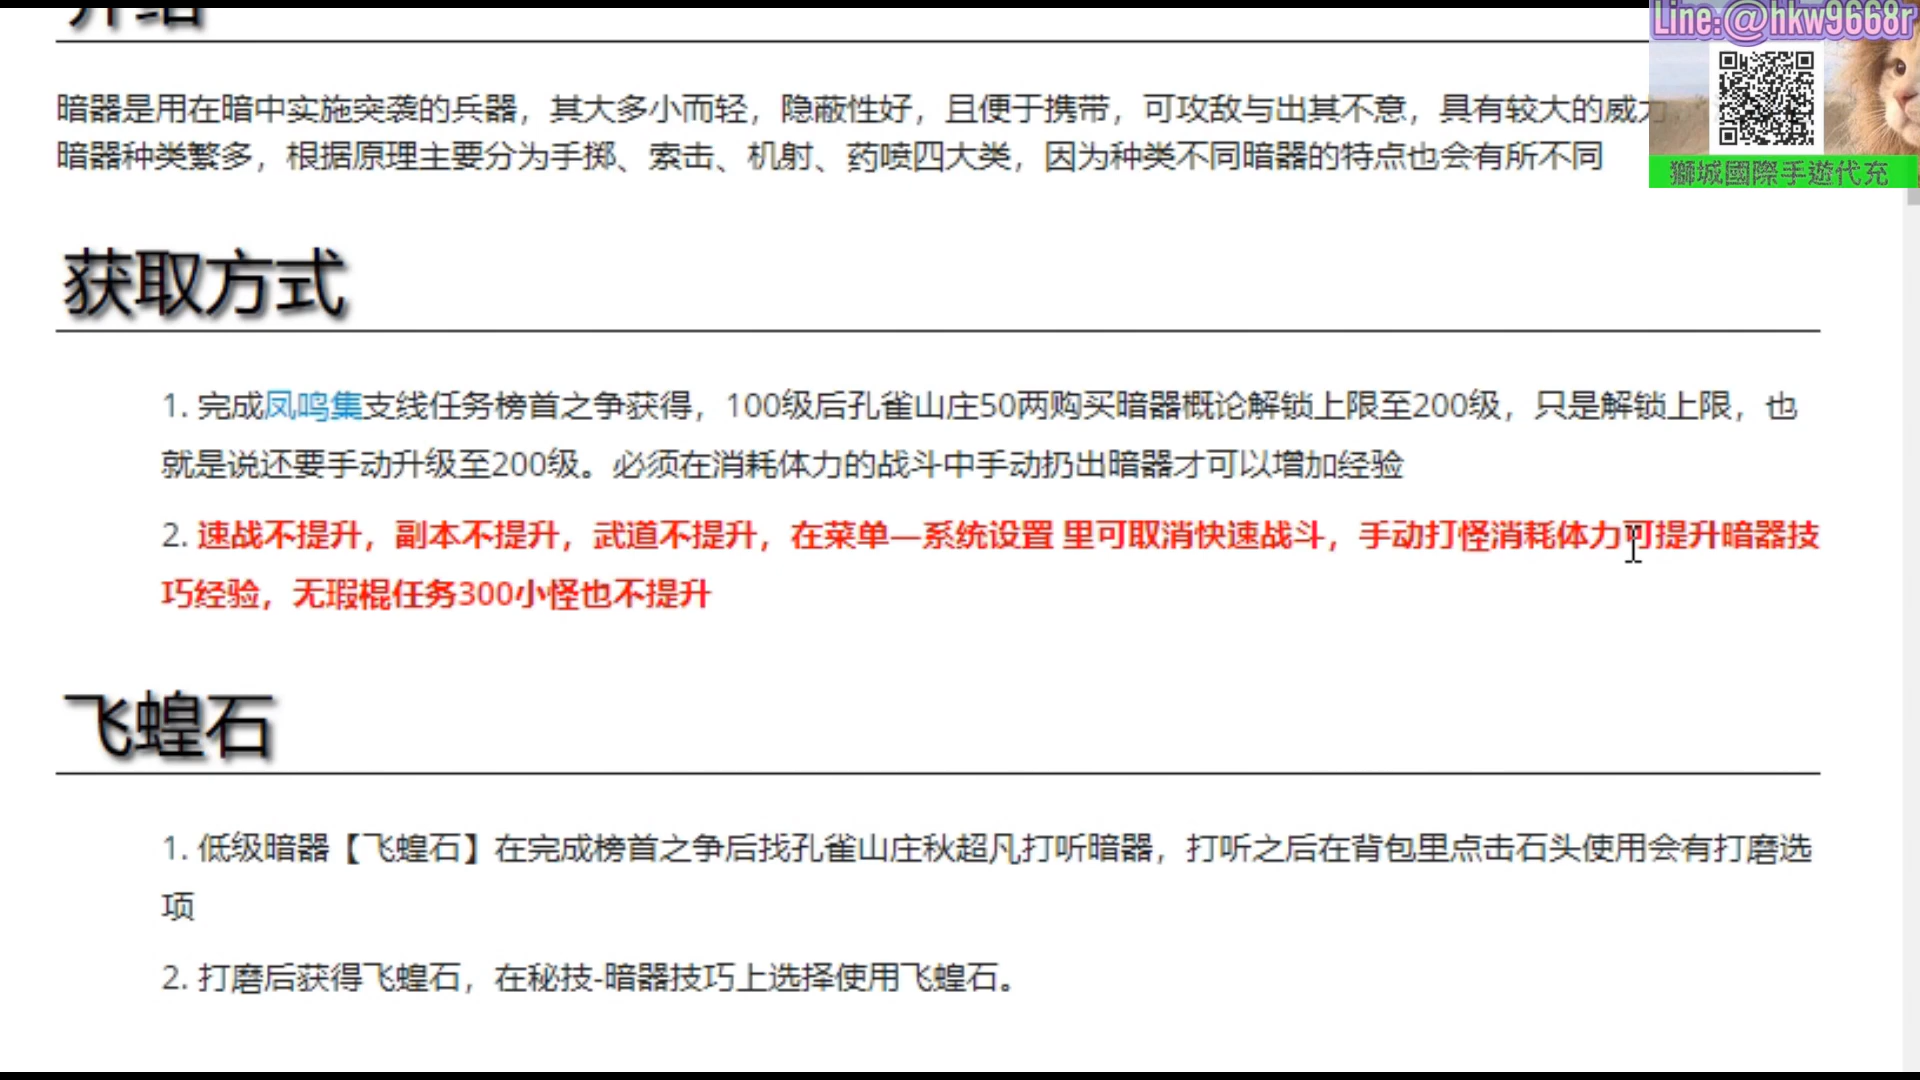 介绍
Line:@hkw9668r
暗器是用在暗中实施突袭的兵器，其大多小而轻，隐蔽性好，且便于携带，可攻敌与出其不意，具有较大的威力
暗器种类繁多，根据原理主要分为手掷、索击、机射、药喷四大类，因为种类不同暗器的特点也会有所不同
獅城國際手遊代充
获取方式
1. 完成凤鸣集支线任务榜首之争获得，100级后孔雀山庄50两购买暗器概论解锁上限至200级，只是解锁上限，也
就是说还要手动升级至200级。必须在消耗体力的战斗中手动扔出暗器才可以增加经验
2. 速战不提升，副本不提升，武道不提升，在菜单—系统设置 里可取消快速战斗，手动打怪消耗体力可提升暗器技
巧经验，无瑕棍任务300小怪也不提升
飞蝗石
1. 低级暗器【飞蝗石】在完成榜首之争后找孔雀山庄秋超凡打听暗器，打听之后在背包里点击石头使用会有打磨选
项
2. 打磨后获得飞蝗石，在秘技-暗器技巧上选择使用飞蝗石。